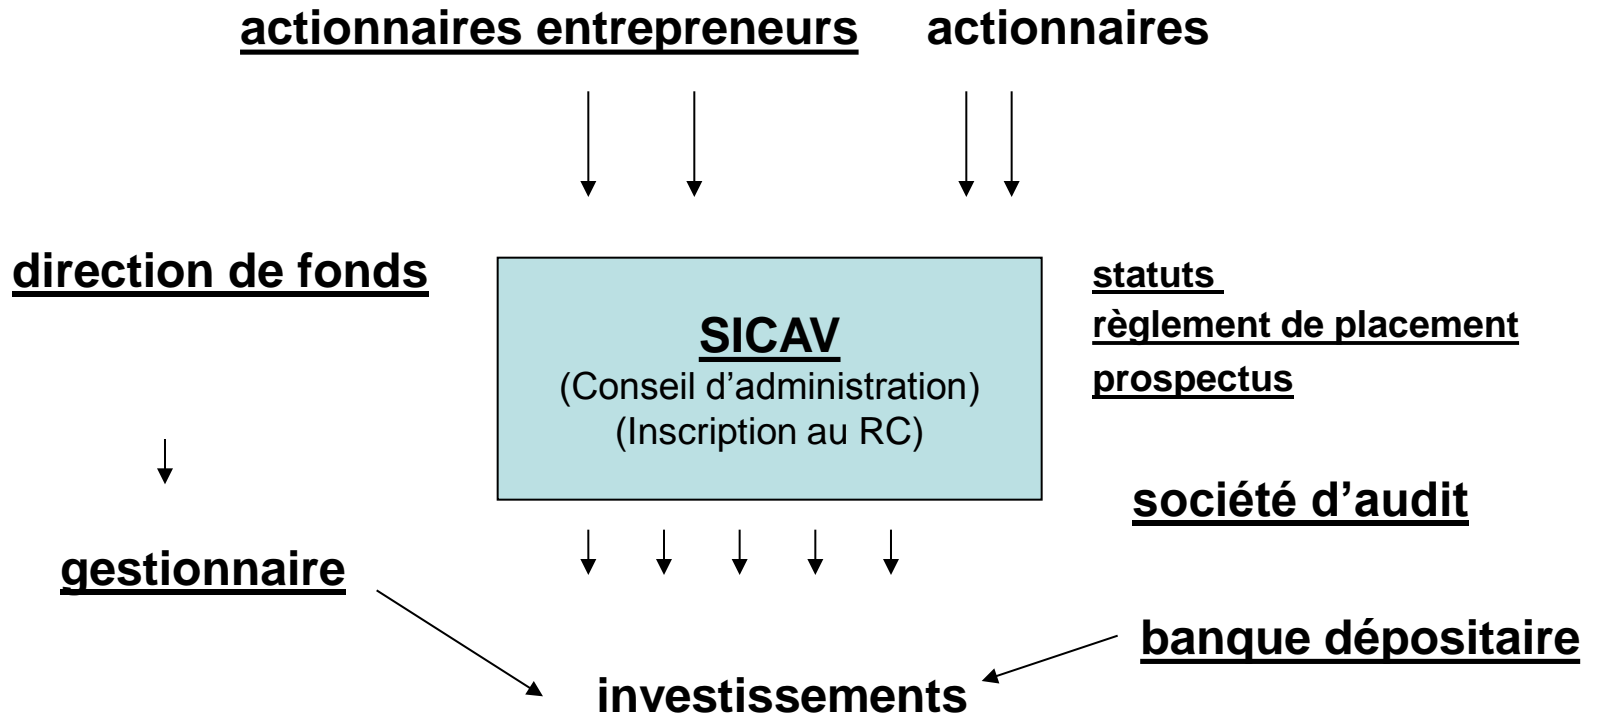 actionnaires entrepreneurs actionnaires
direction de fonds
SICAV
(Conseil d’administration)
(Inscription au RC)
statuts
règlement de placement
prospectus
société d’audit
gestionnaire
banque dépositaire
investissements